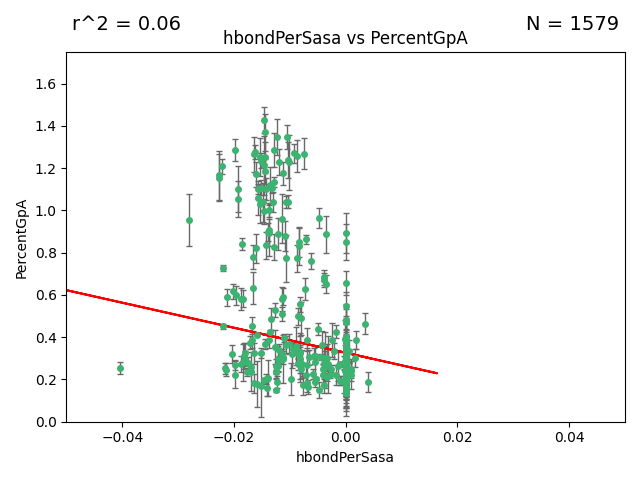 r^2 = 0.06
N = 1579
hbondPerSasa vs PercentGpA
1.6
1.4
1.2
1.0
0.8
0.6
0.4
0.2
0.0
PercentGpA
−0.04 −0.02 0.00 0.02 0.04
hbondPerSasa